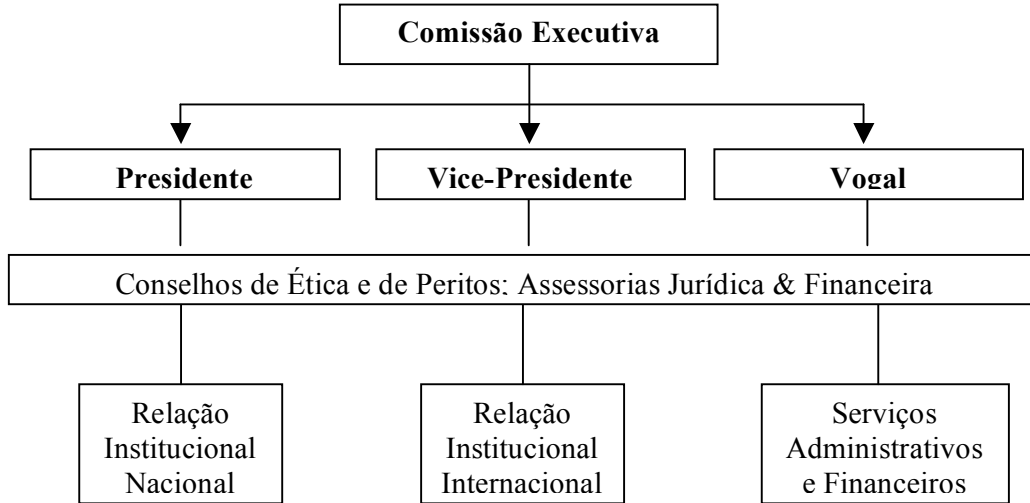 Comissão Executiva
Presidente
Vice-Presidente
Vogal
Conselhos de Ética e de Peritos; Assessorias Jurídica & Financeira
Relação
Institucional
Nacional
Relação
Institucional
Internacional
Serviços
Administrativos
e Financeiros